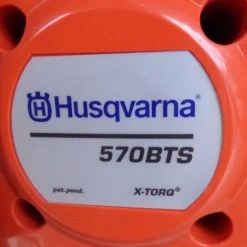 Husqvarna®
570BTS
pat.pend. X-TORQ®